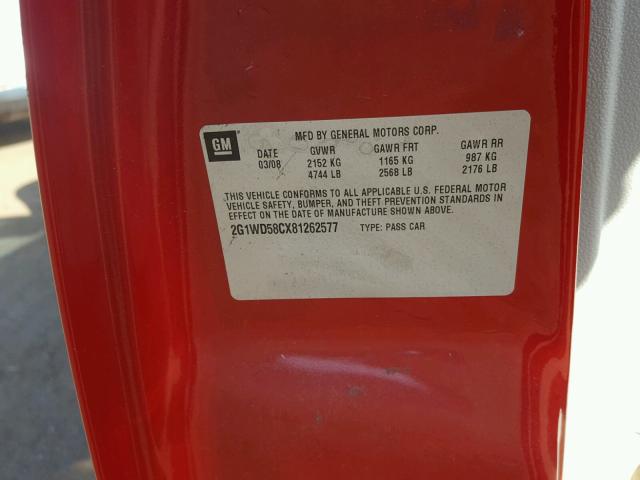 GM
MFD BY GENERAL MOTORS CORP.
DATE GVWR GAWR FRT GAWR RR
03/08 2152 KG 1165 KG 987 KG
4744 LB 2568 LB 2176 LB
THIS VEHICLE CONFORMS TO ALL APPLICABLE U.S. FEDERAL MOTOR
VEHICLE SAFETY, BUMPER, AND THEFT PREVENTION STANDARDS IN
EFFECT ON THE DATE OF MANUFACTURE SHOWN ABOVE.
2G1WD58CX81262577 TYPE: PASS CAR